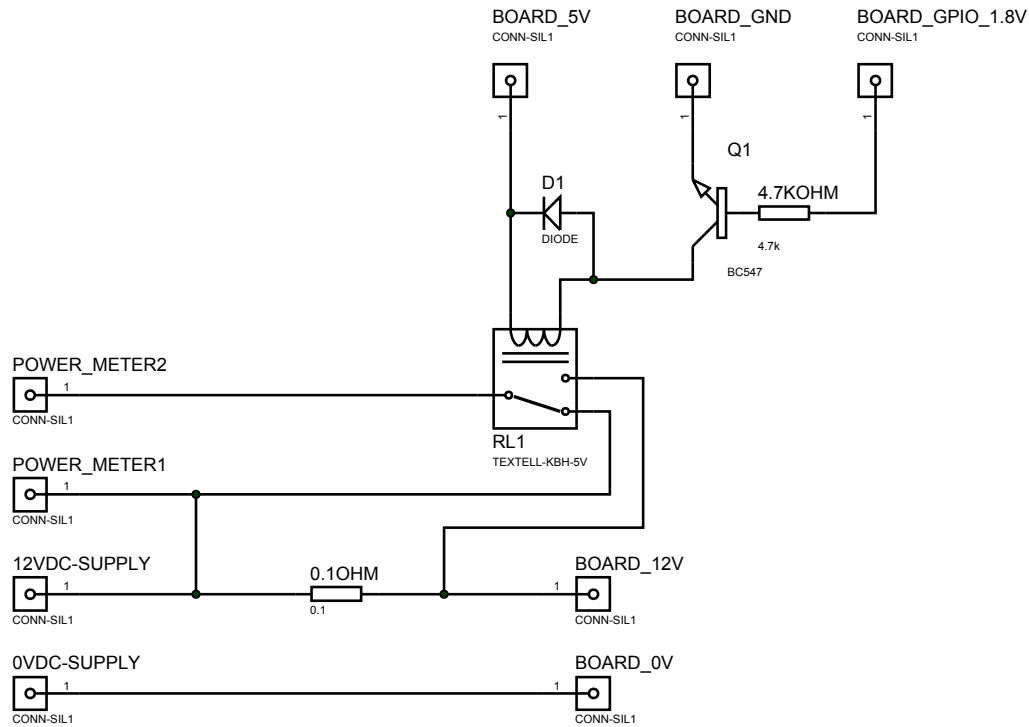 BOARD_5V
CONN-SIL1
1
BOARD_GND
CONN-SIL1
1
BOARD_GPIO_1.8V
CONN-SIL1
1
Q1
BC547
4.7KOHM
4.7k
D1
DIODE
RL1
TEXTELL-KBH-5V
POWER_METER2
1
CONN-SIL1
POWER_METER1
1
CONN-SIL1
12VDC-SUPPLY
1
CONN-SIL1
0.1OHM
0.1
BOARD_12V
1
CONN-SIL1
0VDC-SUPPLY
1
CONN-SIL1
BOARD_0V
1
CONN-SIL1